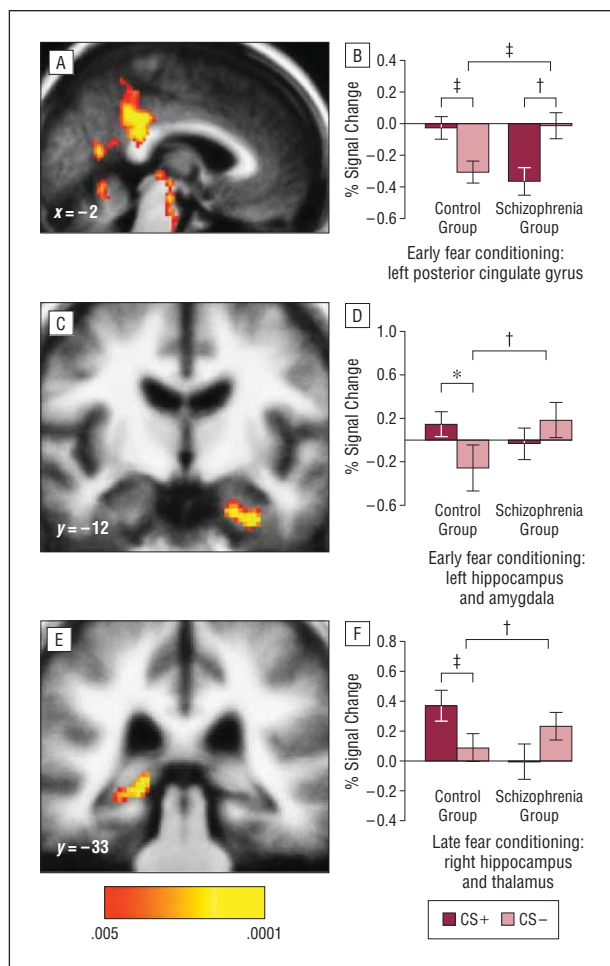 A
x = −2
B
0.4
0.2
0.0
−0.2
−0.4
−0.6
% Signal Change
‡
‡
†
Control
Group
Schizophrenia
Group
Early fear conditioning:
left posterior cingulate gyrus
C
y = −12
D
1.0
0.6
0.2
−0.2
−0.6
% Signal Change
†
*
Control
Group
Schizophrenia
Group
Early fear conditioning:
left hippocampus
and amygdala
E
y = −33
F
0.8
0.6
0.4
0.2
0.0
−0.2
−0.4
% Signal Change
†
‡
Control
Group
Schizophrenia
Group
Late fear conditioning:
right hippocampus
and thalamus
.005 .0001
CS+ CS−